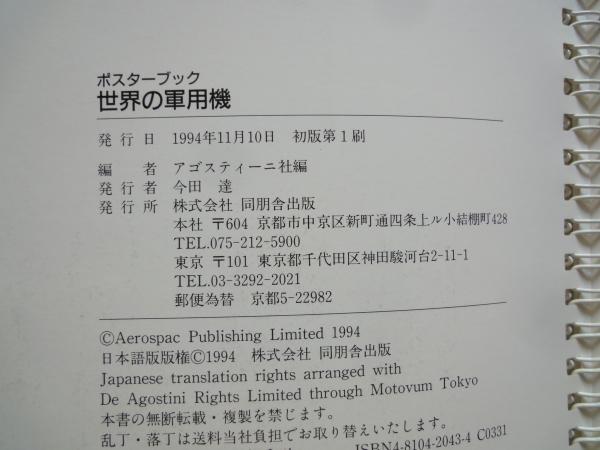 ポスターブック
世界の軍用機
発行日 1994年11月10日 初版第1刷
編者 アゴスティーニ社編
発行者 今田 達
発行所 株式会社 同朋舎出版
本社 〒604 京都市中京区新町通四条上ル小結棚町428
TEL.075-212-5900
東京 〒101 東京都千代田区神田駿河台2-11-1
TEL.03-3292-2021
郵便為替 京都5-22982
©Aerospac Publishing Limited 1994
日本語版版権©1994 株式会社 同朋舎出版
Japanese translation rights arranged with
De Agostini Rights Limited through Motovum Tokyo
本書の無断転載・複製を禁じます。
乱丁・落丁は送料当社負担でお取り替えいたします。
ISBN4-8104-2043-4 C0331